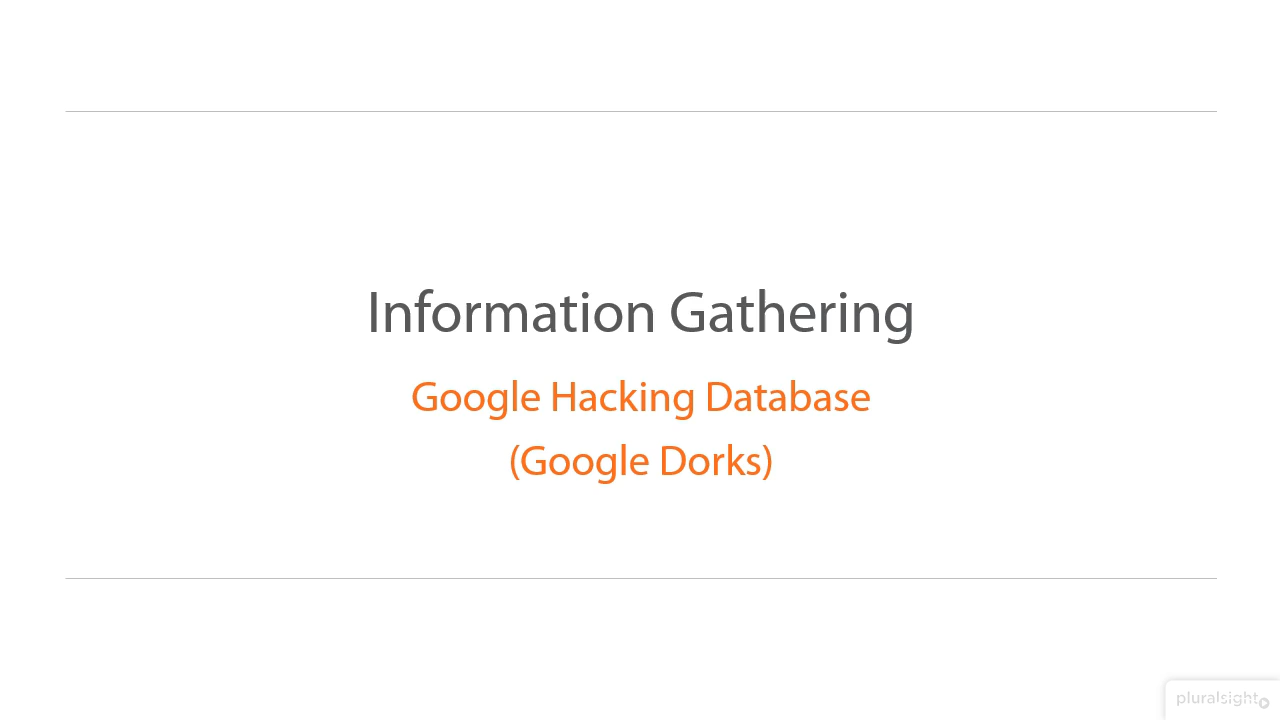 Information Gathering
Google Hacking Database
(Google Dorks)
pluralsight